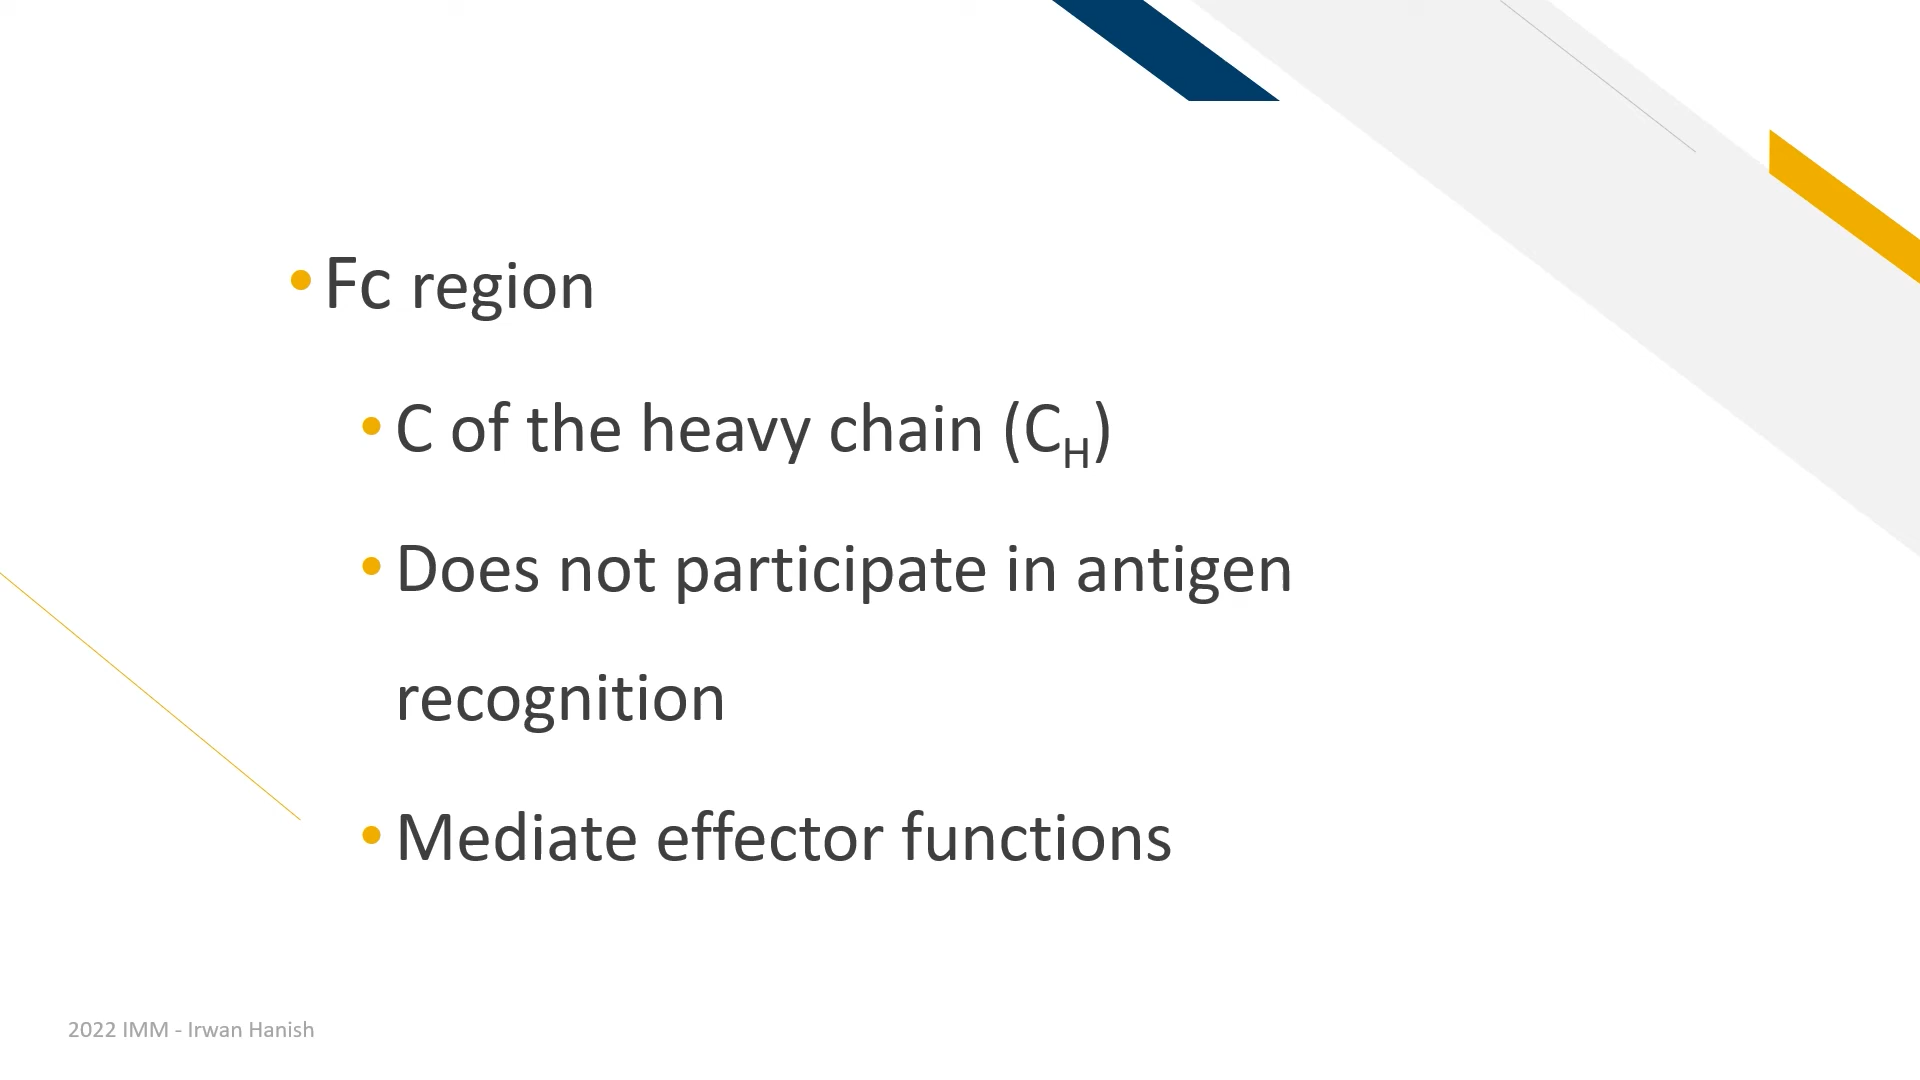 • Fc region
• C of the heavy chain (C_H)
• Does not participate in antigen
recognition
• Mediate effector functions
2022 IMM - Irwan Hanish